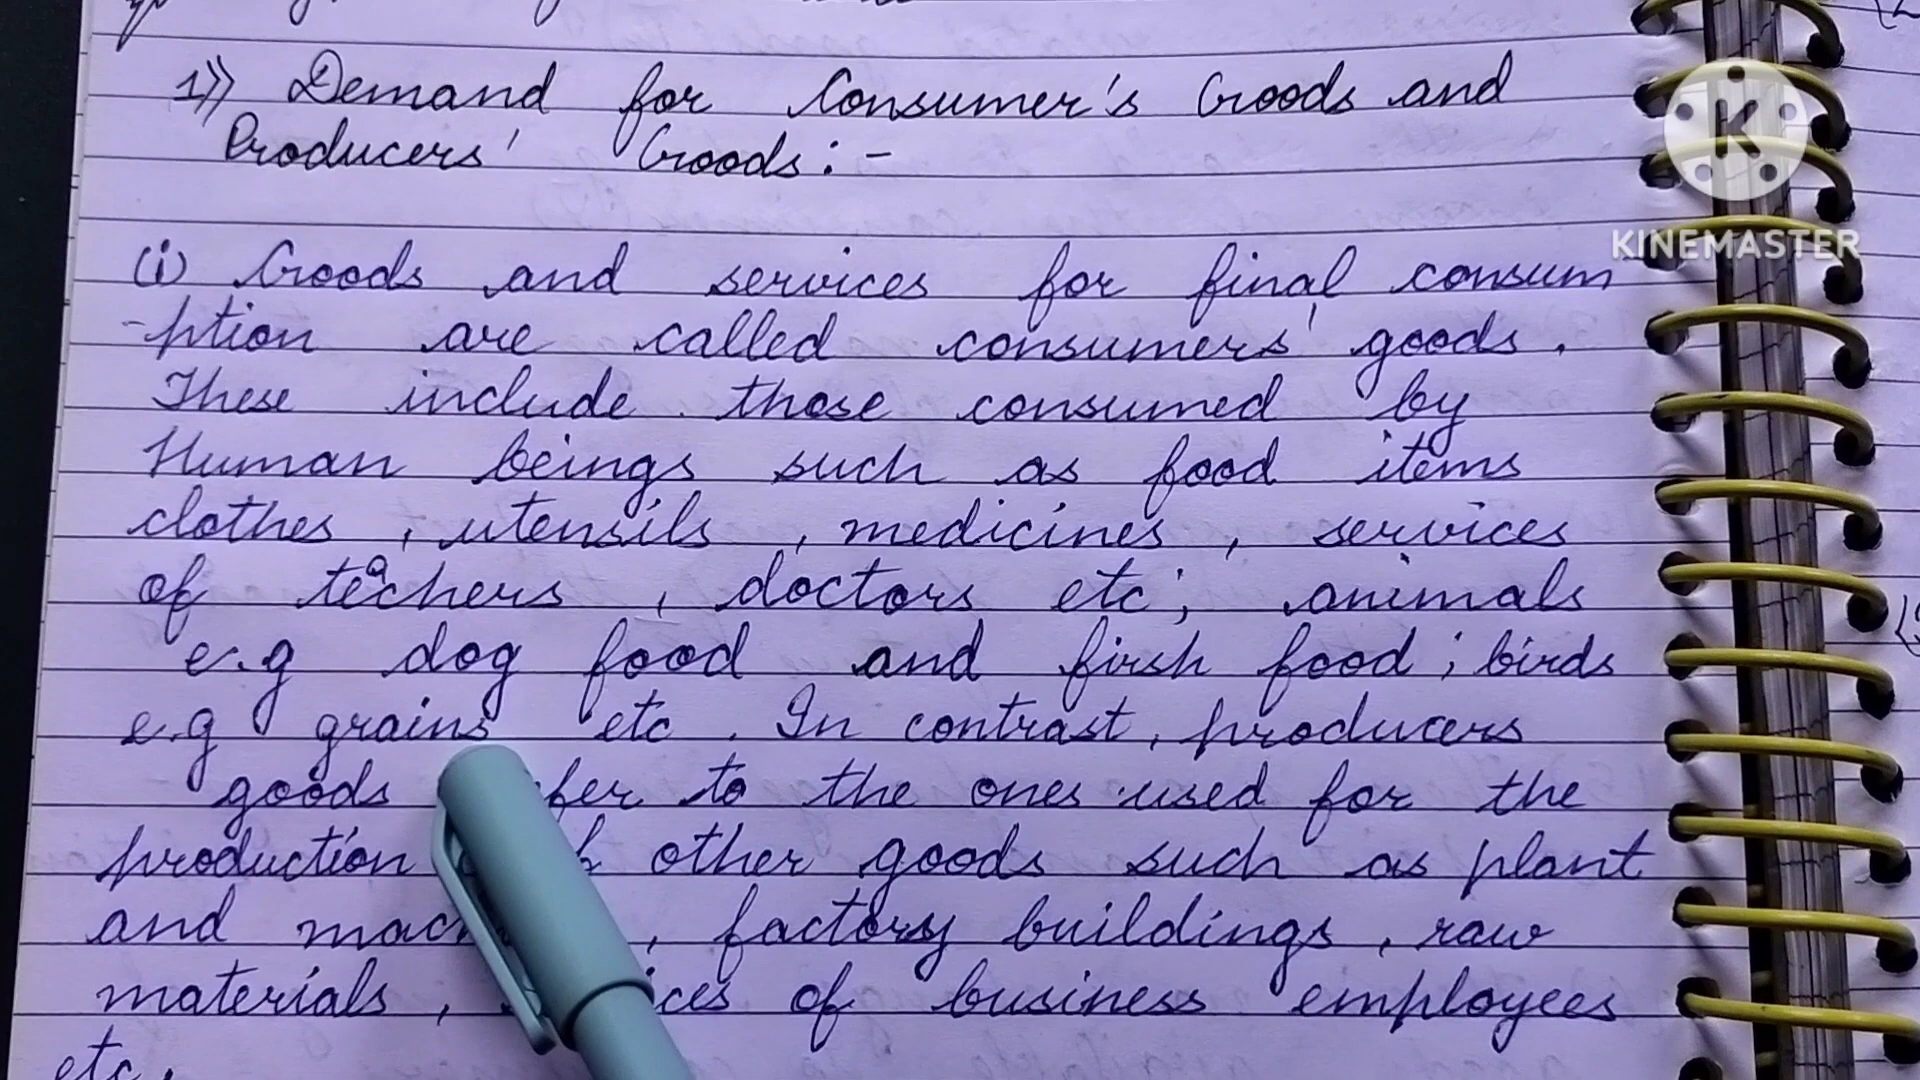 1)) Demand for Consumer's Goods and
Producers' Goods :-
(i) Goods and services for final consum
-ption are called consumers' goods.
These include those consumed by
Human beings such as food items
clothes , utensils , medicines , services
of teachers , doctors etc ; animals
e.g dog food and firsh food ; birds
e.g grains etc . In contrast , producers
goods to the ones used for the
production other goods such as plant
and , factory buildings , raw
materials , of business employees
etc .
K
KINEMASTER